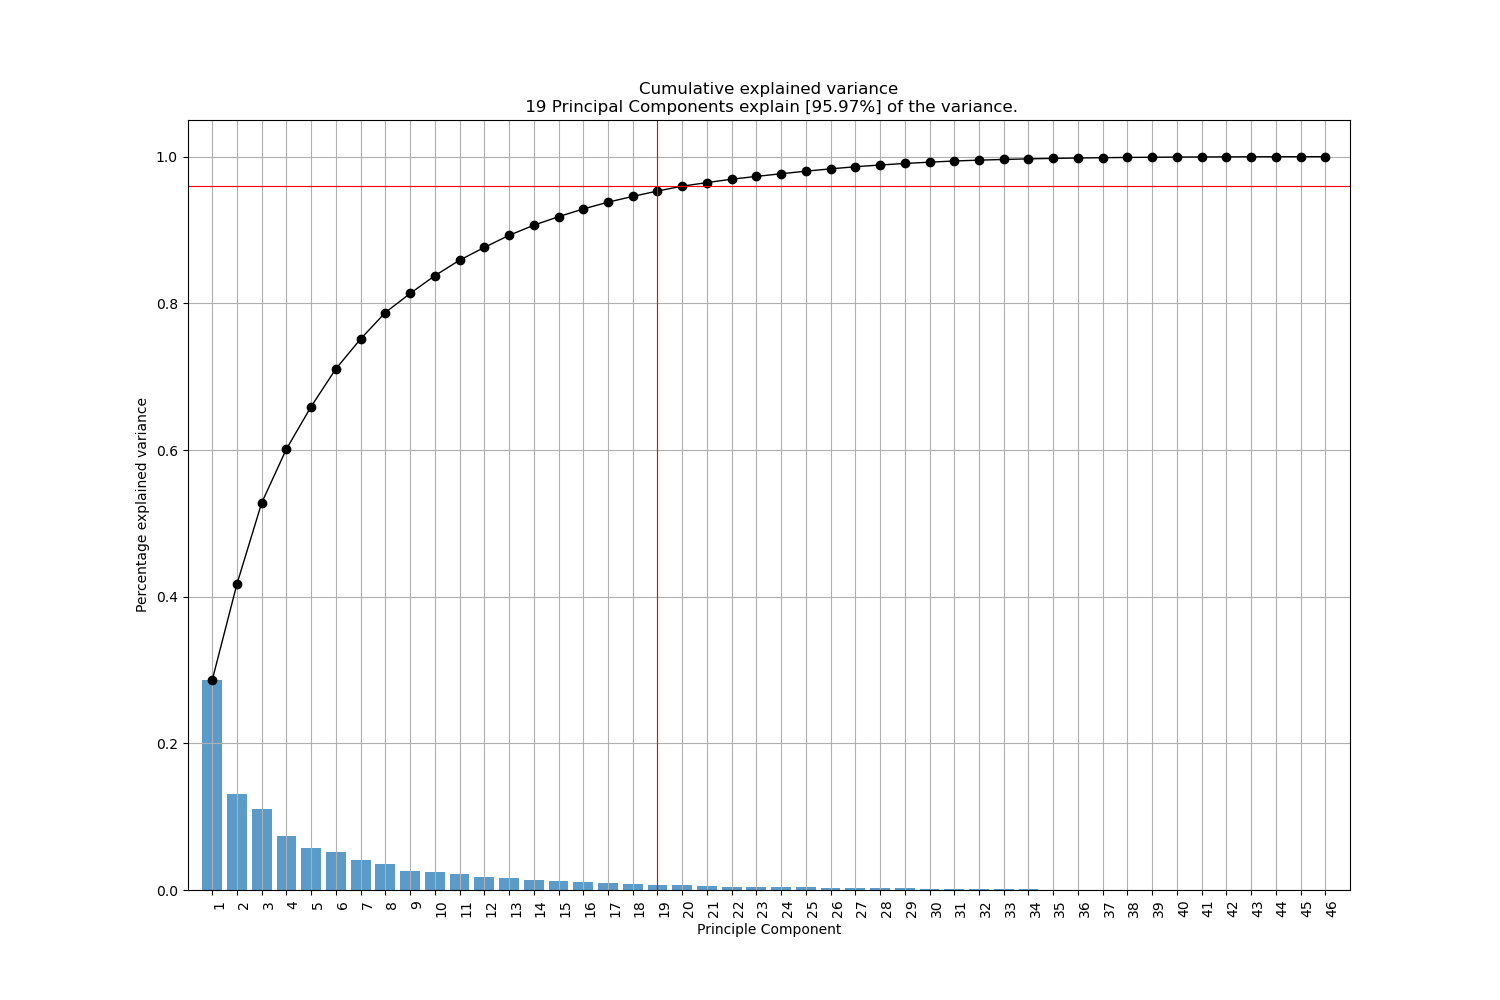 Cumulative explained variance
19 Principal Components explain [95.97%] of the variance.
1.0
0.8
0.6
0.4
0.2
0.0
Percentage explained variance
1 2 3 4 5 6 7 8 9 10 11 12 13 14 15 16 17 18 19 20 21 22 23 24 25 26 27 28 29 30 31 32 33 34 35 36 37 38 39 40 41 42 43 44 45 46
Principle Component